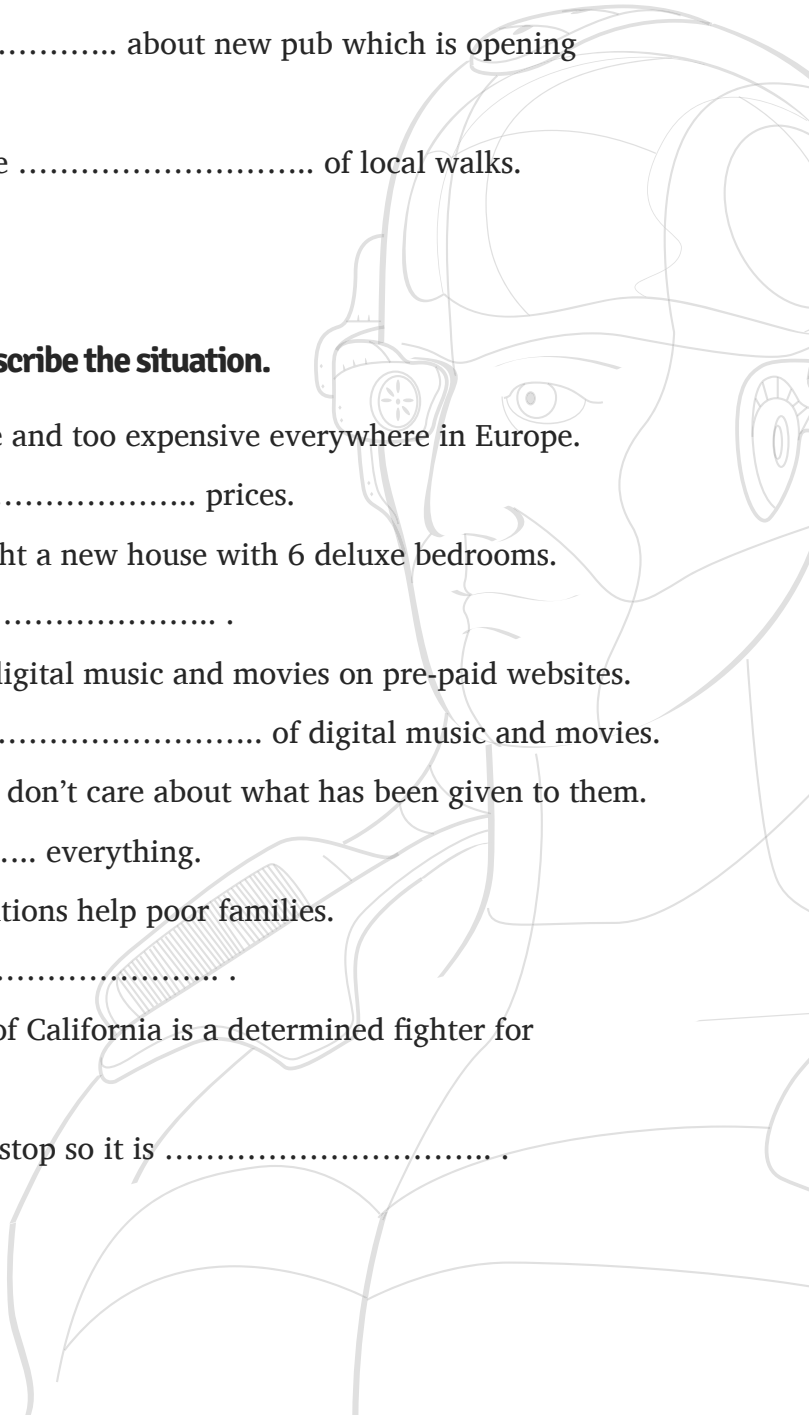 ………….. about new pub which is opening
e ……………………….. of local walks.
scribe the situation.
e and too expensive everywhere in Europe.
……………….. prices.
ght a new house with 6 deluxe bedrooms.
………………….. .
digital music and movies on pre-paid websites.
…………………….. of digital music and movies.
don’t care about what has been given to them.
…. everything.
ations help poor families.
………………….. .
of California is a determined fighter for
stop so it is ………………………….. .